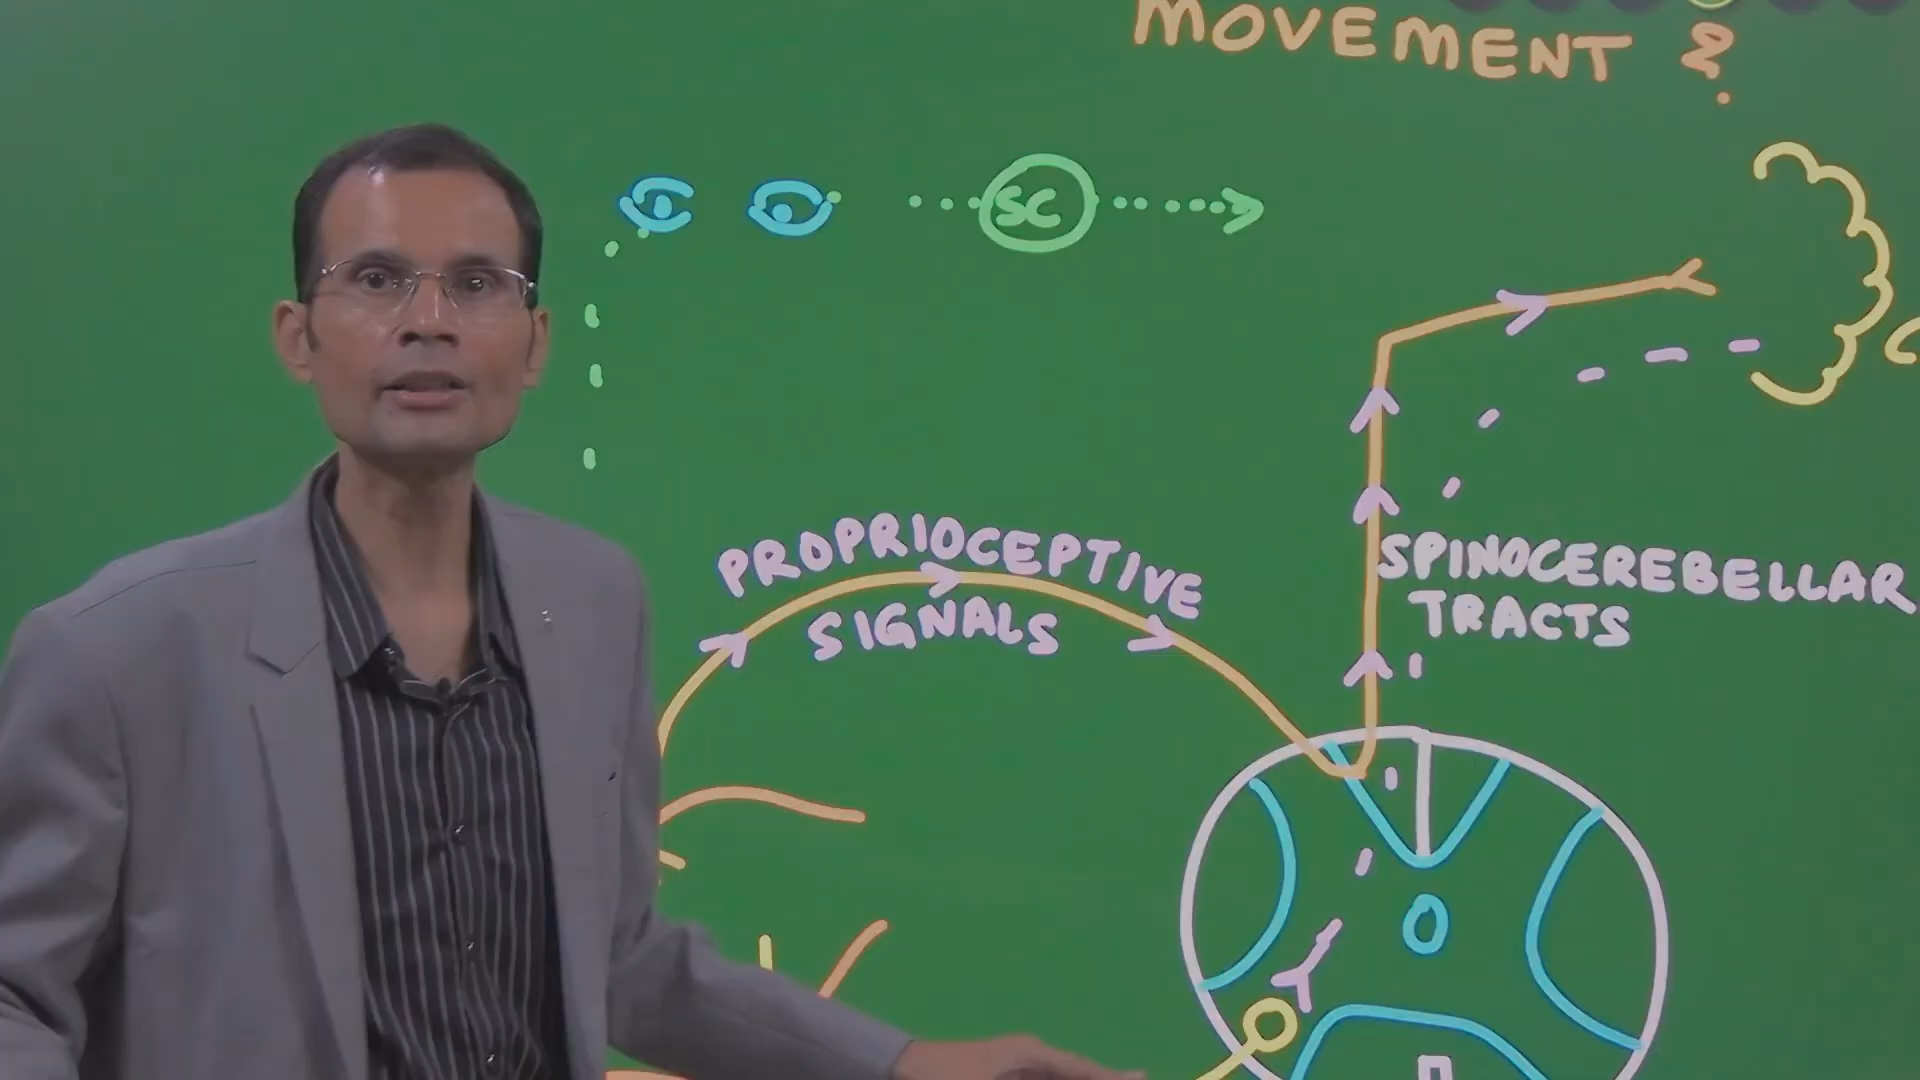 MOVEMENT ?
SC
PROPRIOCEPTIVE
SIGNALS
SPINOCEREBELLAR
TRACTS